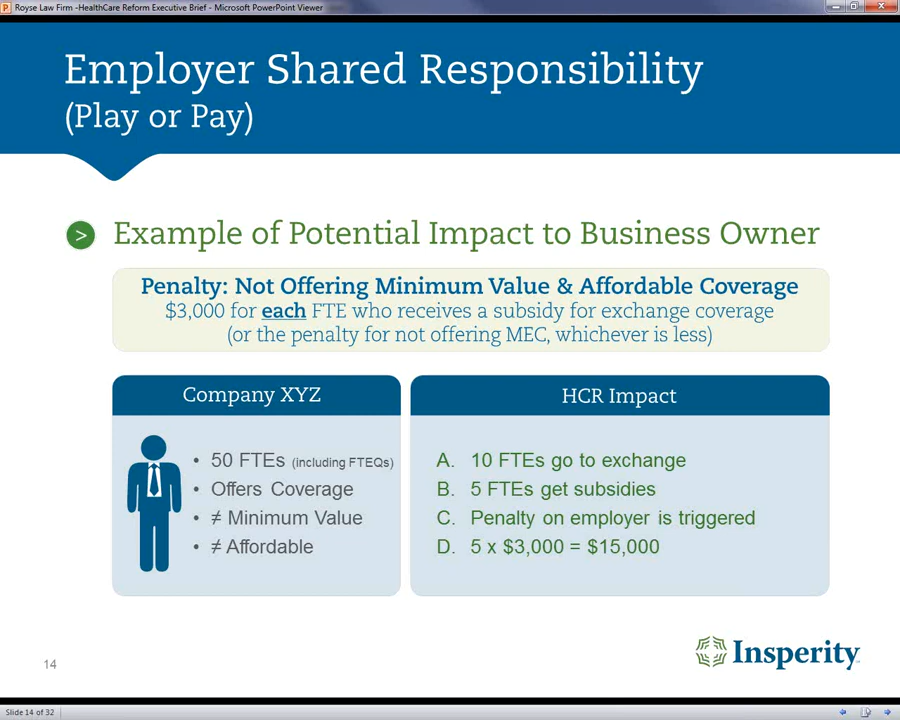 Royse Law Firm -HealthCare Reform Executive Brief - Microsoft PowerPoint Viewer
Employer Shared Responsibility
(Play or Pay)
> Example of Potential Impact to Business Owner
Penalty: Not Offering Minimum Value & Affordable Coverage
$3,000 for each FTE who receives a subsidy for exchange coverage
(or the penalty for not offering MEC, whichever is less)
Company XYZ
• 50 FTEs (including FTEQs)
• Offers Coverage
• ≠ Minimum Value
• ≠ Affordable
HCR Impact
A. 10 FTEs go to exchange
B. 5 FTEs get subsidies
C. Penalty on employer is triggered
D. 5 x $3,000 = $15,000
14
Insperity
Slide 14 of 32